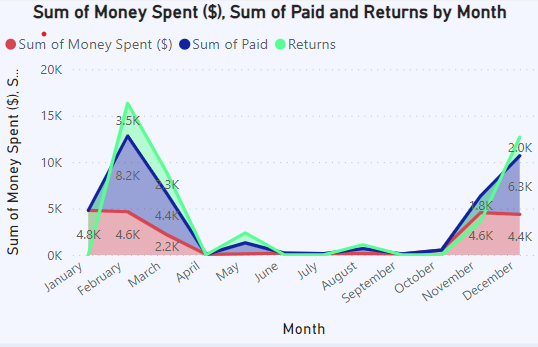 Sum of Money Spent ($), Sum of Paid and Returns by Month
Sum of Money Spent ($) Sum of Paid Returns
Sum of Money Spent ($), S...
20K
15K
10K
5K
0K
3.5K
8.2K
2.3K
4.4K
4.8K
4.6K
2.2K
2.0K
6.3K
1.8K
4.6K
4.4K
January
February
March
April
May
June
July
August
September
October
November
December
Month